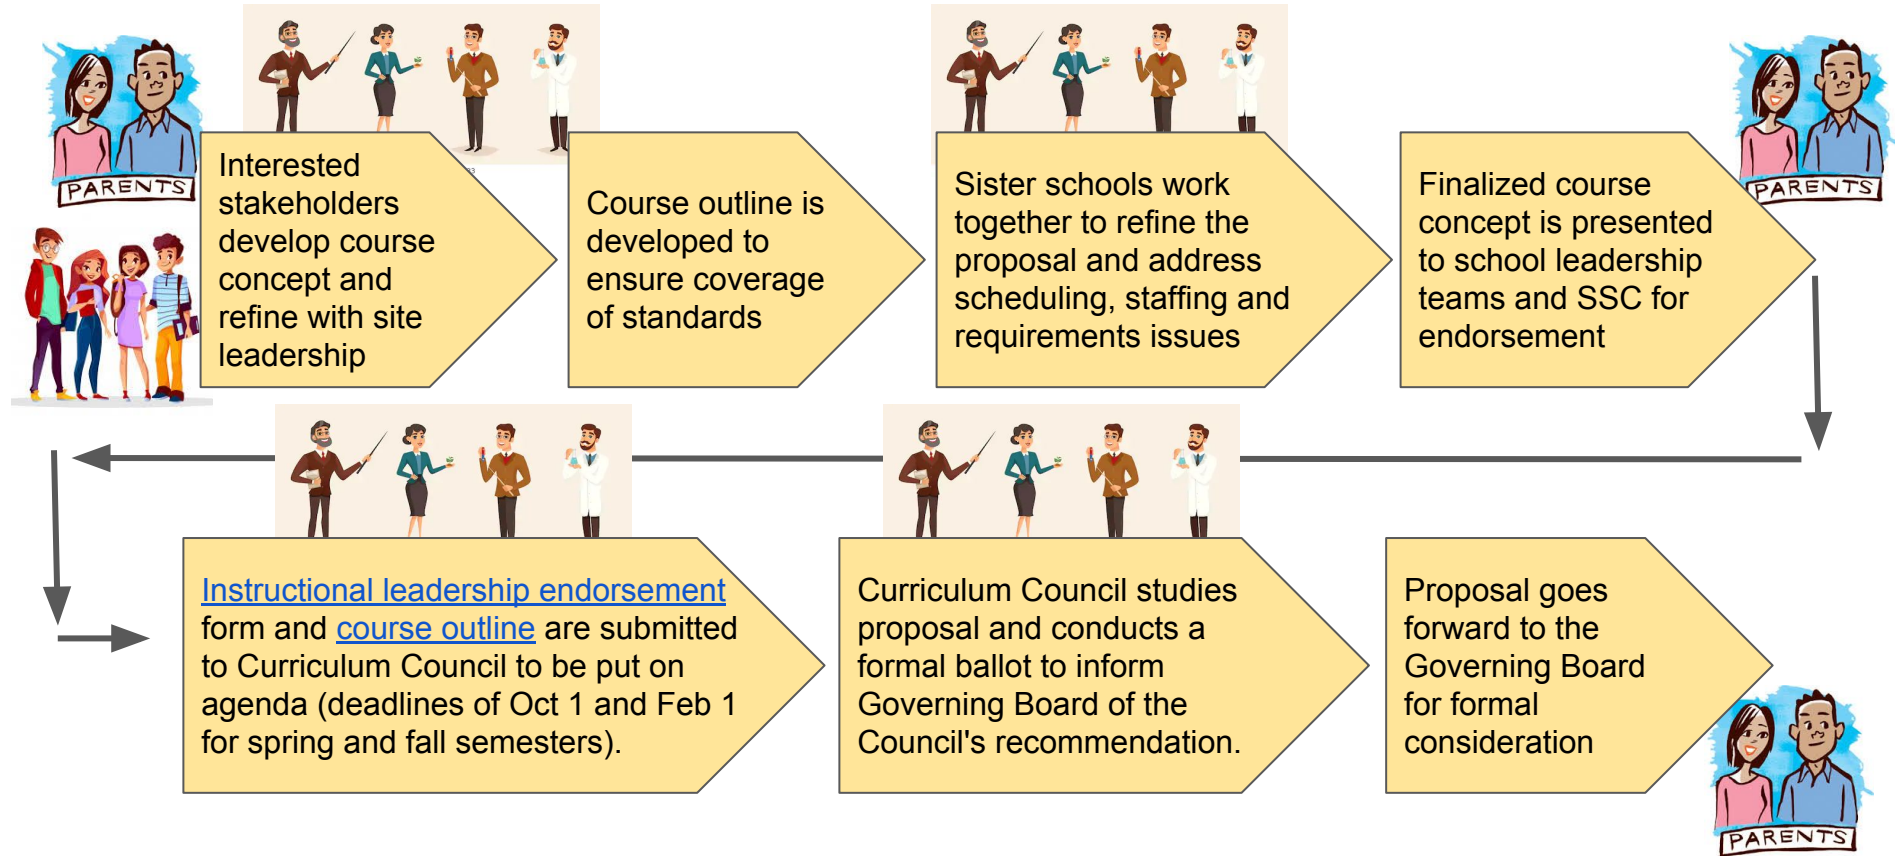 PARENTS
Interested
stakeholders
develop course
concept and
refine with site
leadership
Course outline is
developed to
ensure coverage
of standards
Sister schools work
together to refine the
proposal and address
scheduling, staffing and
requirements issues
Finalized course
concept is presented
to school leadership
teams and SSC for
endorsement
PARENTS
Instructional leadership endorsement
form and course outline are submitted
to Curriculum Council to be put on
agenda (deadlines of Oct 1 and Feb 1
for spring and fall semesters).
Curriculum Council studies
proposal and conducts a
formal ballot to inform
Governing Board of the
Council's recommendation.
Proposal goes
forward to the
Governing Board
for formal
consideration
PARENTS